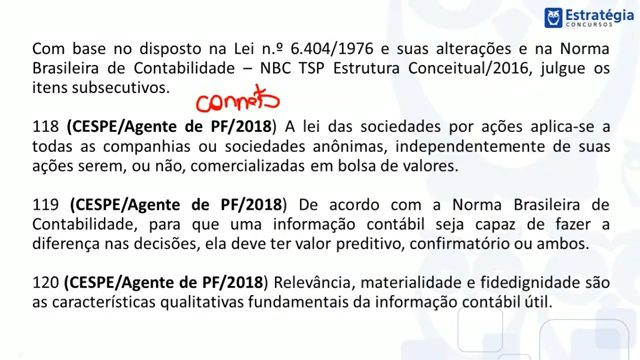 Estratégia
CONCURSOS
Com base no disposto na Lei n.º 6.404/1976 e suas alterações e na Norma
Brasileira de Contabilidade – NBC TSP Estrutura Conceitual/2016, julgue os
itens subsecutivos.
correto
118 (CESPE/Agente de PF/2018) A lei das sociedades por ações aplica-se a
todas as companhias ou sociedades anônimas, independentemente de suas
ações serem, ou não, comercializadas em bolsa de valores.
119 (CESPE/Agente de PF/2018) De acordo com a Norma Brasileira de
Contabilidade, para que uma informação contábil seja capaz de fazer a
diferença nas decisões, ela deve ter valor preditivo, confirmatório ou ambos.
120 (CESPE/Agente de PF/2018) Relevância, materialidade e fidedignidade são
as características qualitativas fundamentais da informação contábil útil.